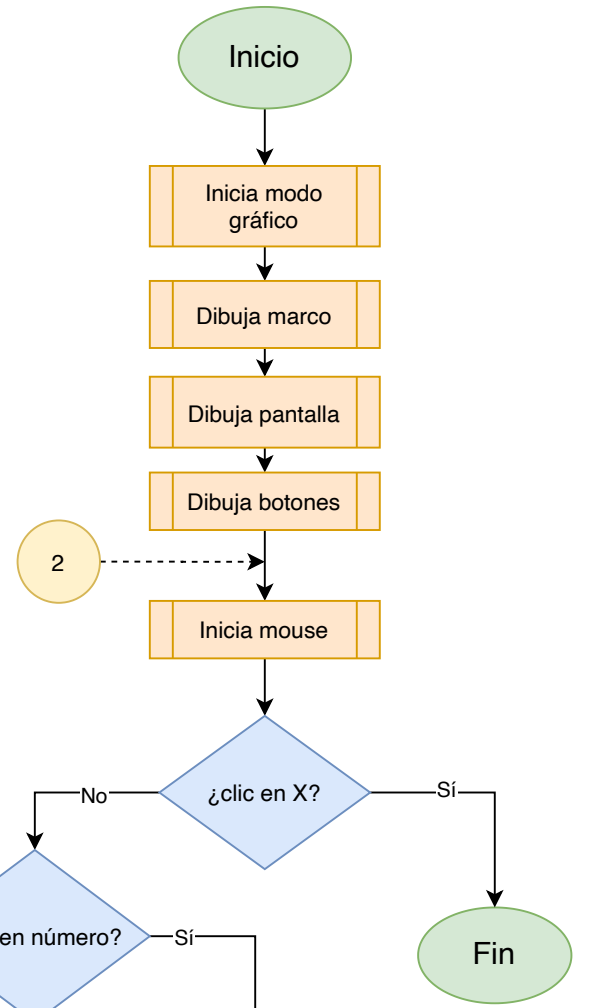 Inicio
Inicia modo
gráfico
Dibuja marco
Dibuja pantalla
Dibuja botones
2
Inicia mouse
¿clic en X?
No
Sí
en número?
Sí
Fin